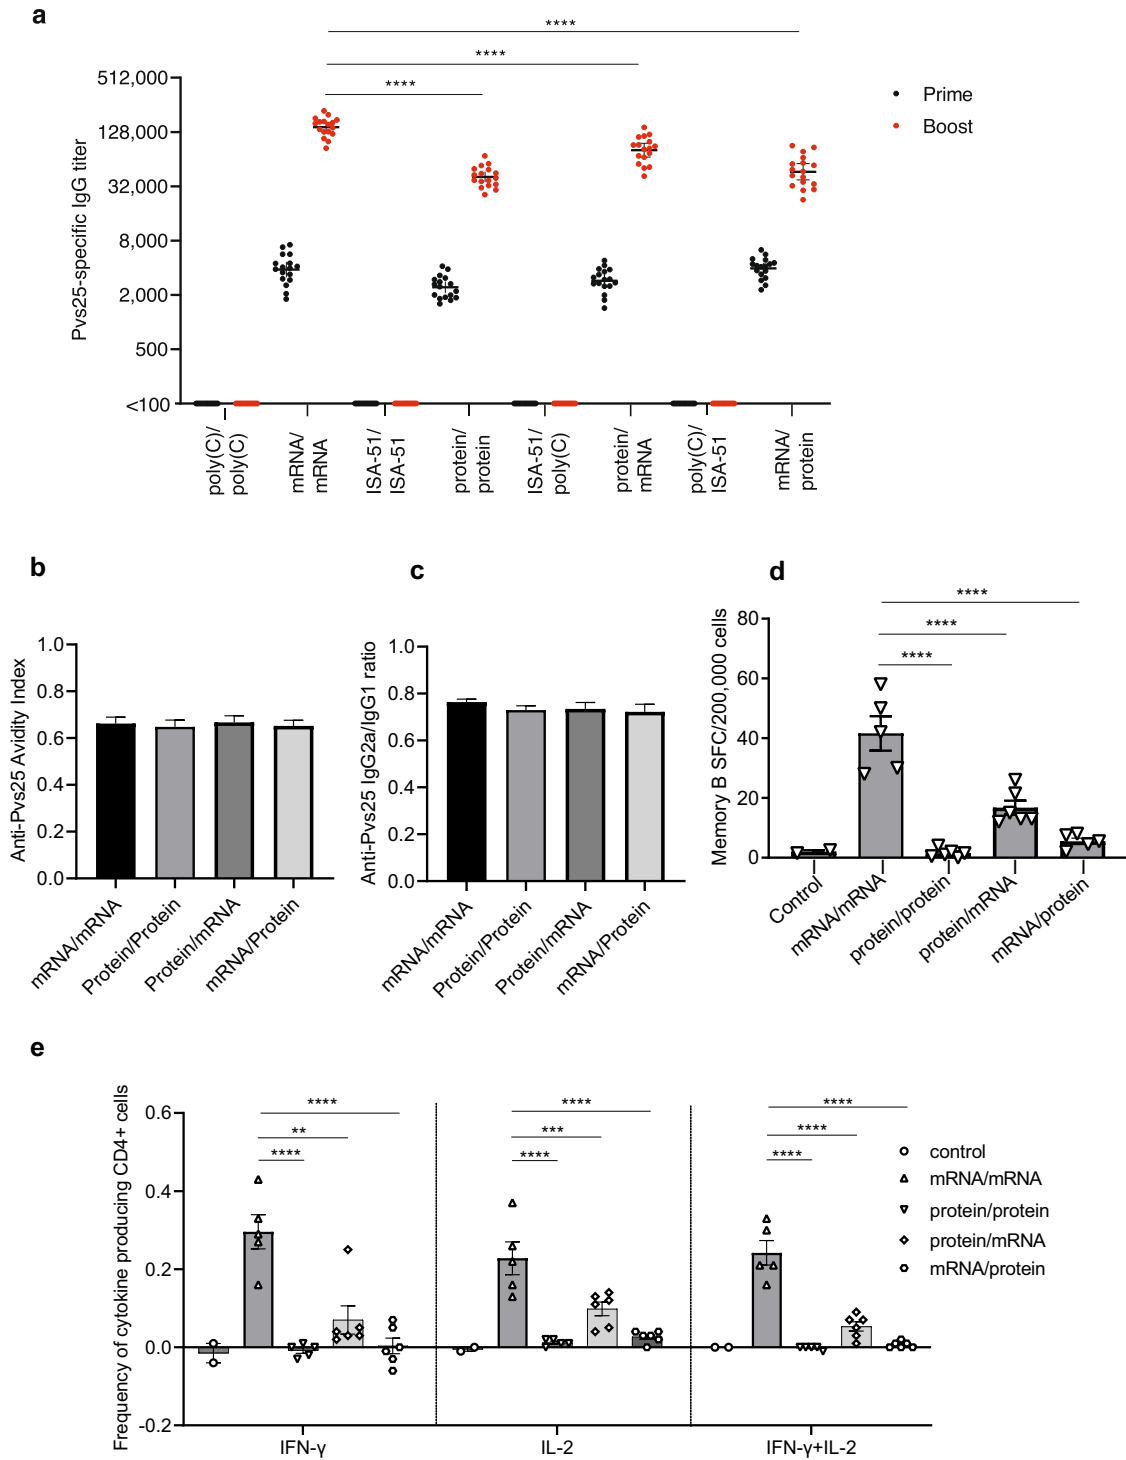 a
****
****
****
512,000
128,000
32,000
8,000
2,000
500
<100
Pvs25-specific IgG titer
Prime
Boost
poly(C)/
poly(C)
mRNA/
mRNA
ISA-51/
ISA-51
protein/
protein
ISA-51/
poly(C)
protein/
mRNA
poly(C)/
ISA-51
mRNA/
protein
b
1.0
0.8
0.6
0.4
0.2
0.0
Anti-Pvs25 Avidity Index
mRNA/mRNA
Protein/Protein
Protein/mRNA
mRNA/Protein
c
1.0
0.8
0.6
0.4
0.2
0.0
Anti-Pvs25 IgG2a/IgG1 ratio
mRNA/mRNA
Protein/Protein
Protein/mRNA
mRNA/Protein
d
****
****
****
80
60
40
20
0
Memory B SFC/200,000 cells
Control
mRNA/mRNA
protein/protein
protein/mRNA
mRNA/protein
e
Frequency of cytokine producing CD4+ cells
0.6
0.4
0.2
0.0
-0.2
****
**
****
****
***
****
****
****
****
IFN-γ
IL-2
IFN-γ+IL-2
control
mRNA/mRNA
protein/protein
protein/mRNA
mRNA/protein